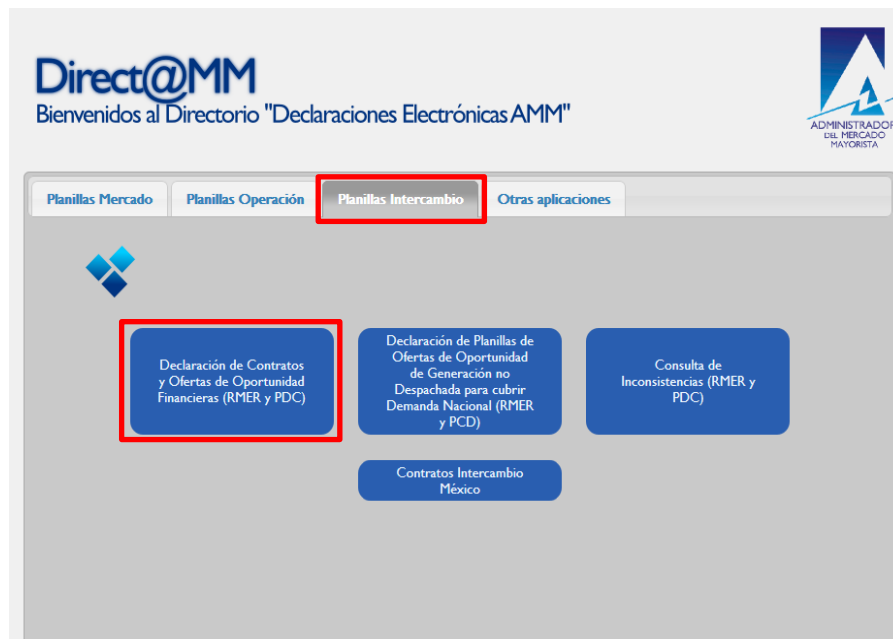 Direct@MM
Bienvenidos al Directorio "Declaraciones Electrónicas AMM"
ADMINISTRADOR
DEL MERCADO
MAYORISTA
Planillas Mercado
Planillas Operación
Planillas Intercambio
Otras aplicaciones
Declaración de Contratos
y Ofertas de Oportunidad
Financieras (RMER y PDC)
Declaración de Planillas de
Ofertas de Oportunidad
de Generación no
Despachada para cubrir
Demanda Nacional (RMER
y PCD)
Consulta de
Inconsistencias (RMER y
PDC)
Contratos Intercambio
México